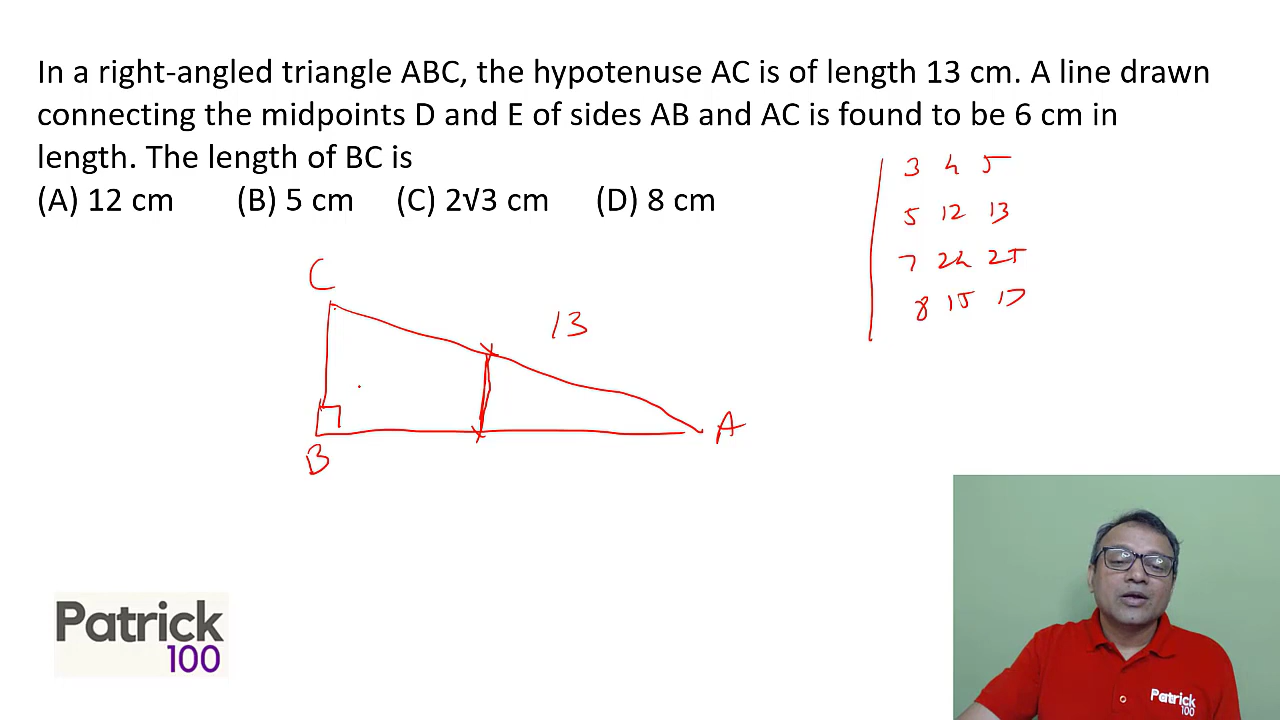 In a right-angled triangle ABC, the hypotenuse AC is of length 13 cm. A line drawn
connecting the midpoints D and E of sides AB and AC is found to be 6 cm in
length. The length of BC is
(A) 12 cm (B) 5 cm (C) 2√3 cm (D) 8 cm
3 4 5
5 12 13
7 24 25
8 15 17
C
13
A
B
Patrick
100
Patrick
100